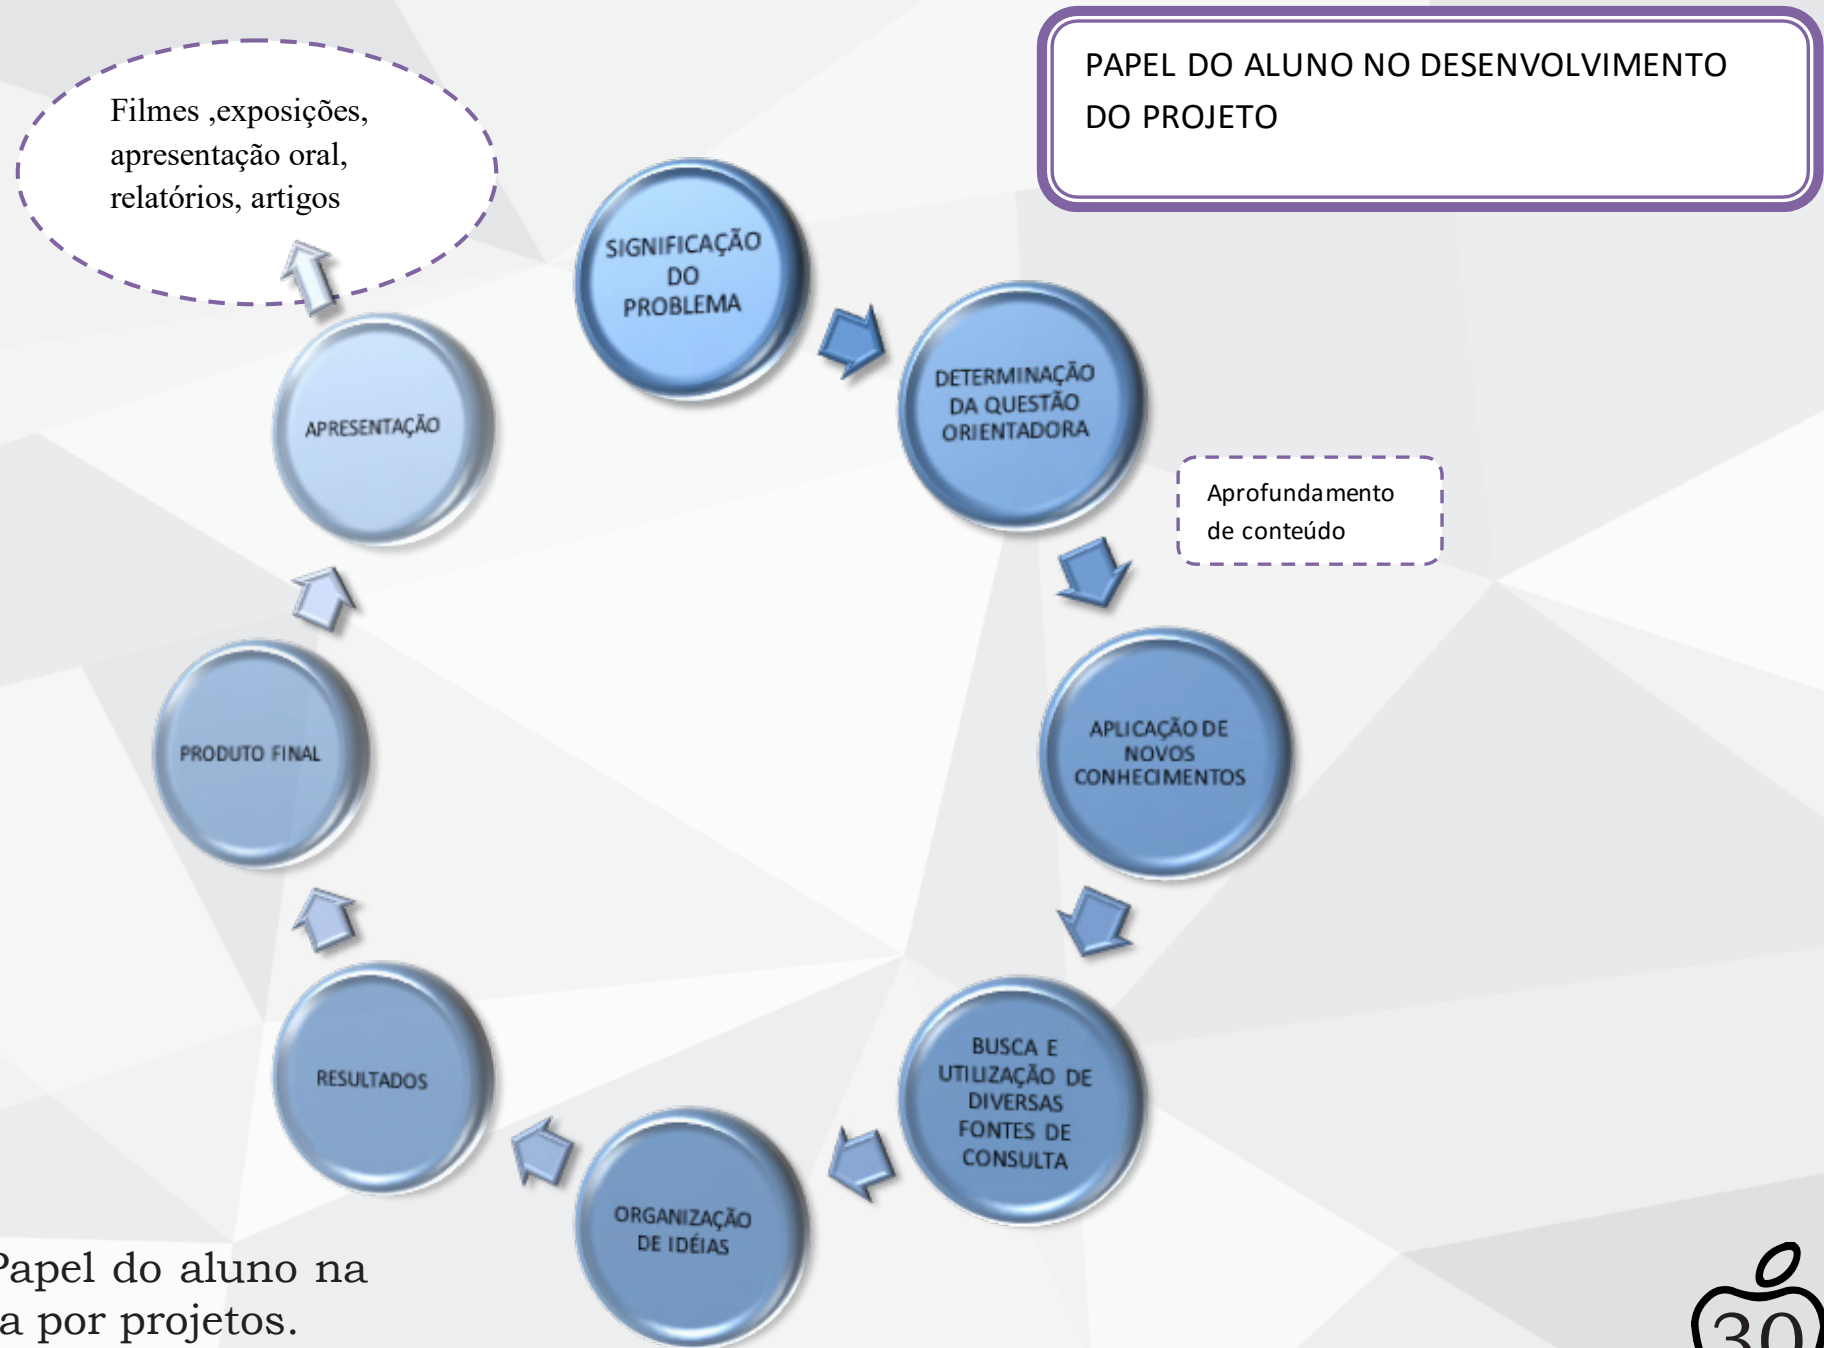 PAPEL DO ALUNO NO DESENVOLVIMENTO
DO PROJETO
Filmes ,exposições,
apresentação oral,
relatórios, artigos
SIGNIFICAÇÃO
DO
PROBLEMA
DETERMINAÇÃO
DA QUESTÃO
ORIENTADORA
Aprofundamento
de conteúdo
APLICAÇÃO DE
NOVOS
CONHECIMENTOS
BUSCA E
UTILIZAÇÃO DE
DIVERSAS
FONTES DE
CONSULTA
ORGANIZAÇÃO
DE IDÉIAS
RESULTADOS
PRODUTO FINAL
APRESENTAÇÃO
Papel do aluno na
a por projetos.
30